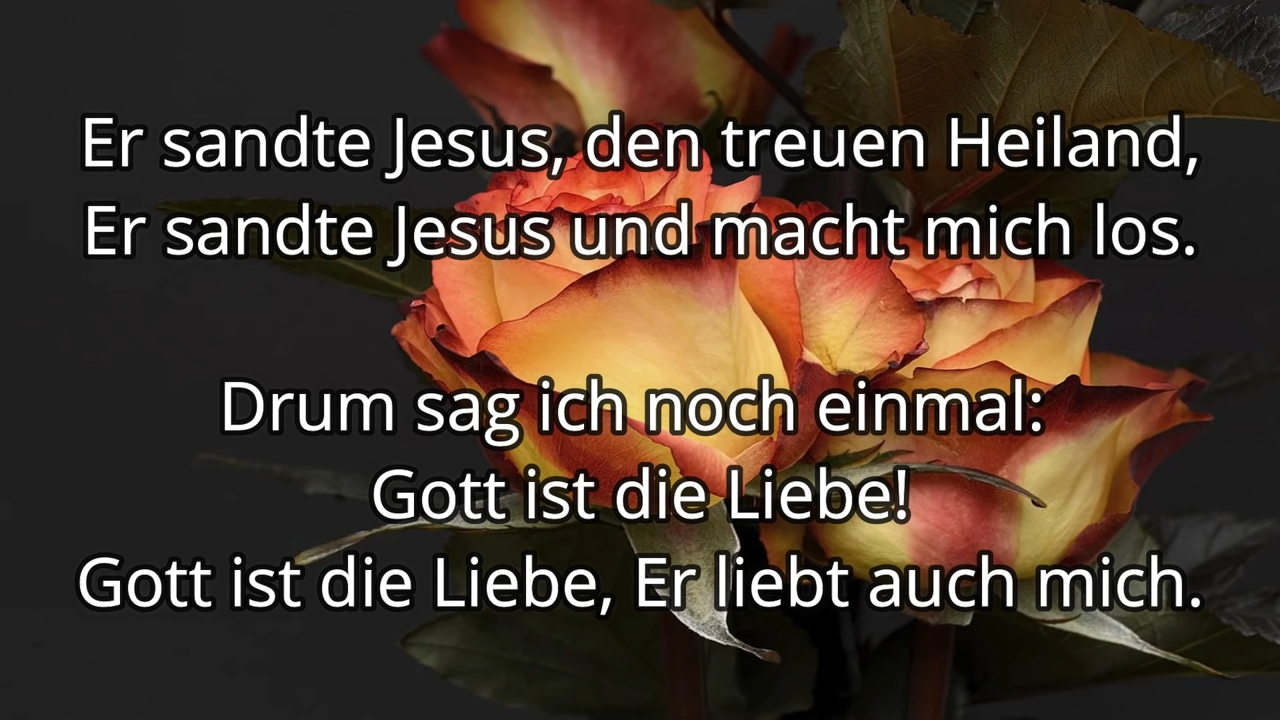 Er sandte Jesus, den treuen Heiland,
Er sandte Jesus und macht mich los.
Drum sag ich noch einmal:
Gott ist die Liebe!
Gott ist die Liebe, Er liebt auch mich.